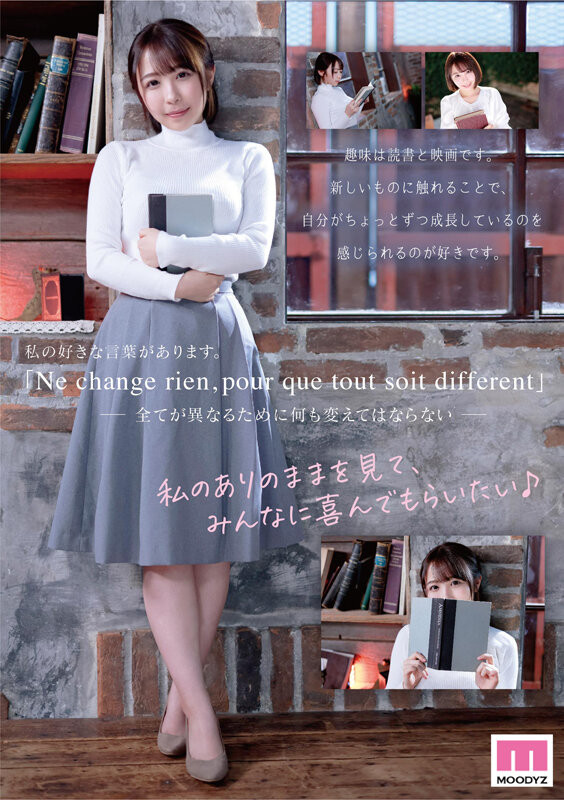 趣味は読書と映画です。
新しいものに触れることで、
自分がちょっとずつ成長しているのを
感じられるのが好きです。
私の好きな言葉があります。
「Ne change rien,pour que tout soit different」
― 全てが異なるために何も変えてはならない ―
私のありのままを見て、
みんなに喜んでもらいたい♪
MOODYZ